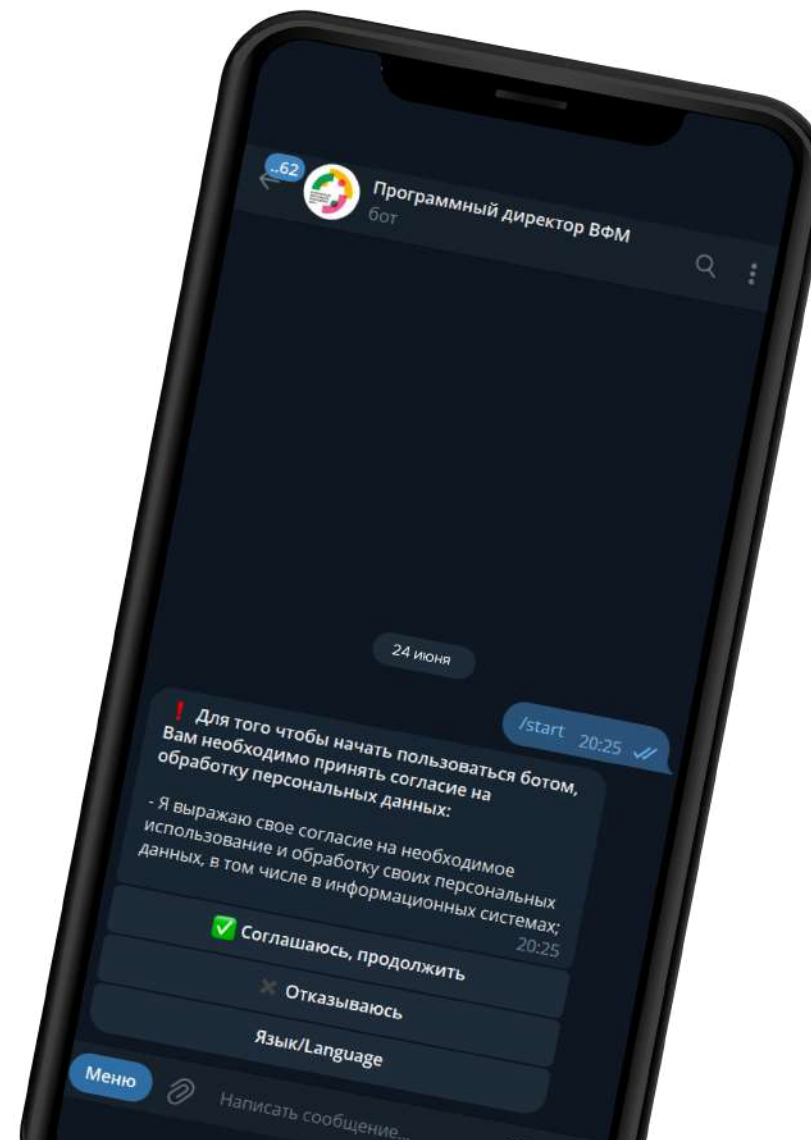 ..62
Программный директор ВФМ
бот
24 июня
/start 20:25
❗ Для того чтобы начать пользоваться ботом,
Вам необходимо принять согласие на
обработку персональных данных:
- Я выражаю свое согласие на необходимое
использование и обработку своих персональных
данных, в том числе в информационных системах;
20:25
✅ Соглашаюсь, продолжить
✖ Отказываюсь
Язык/Language
Меню
Написать сообщение...